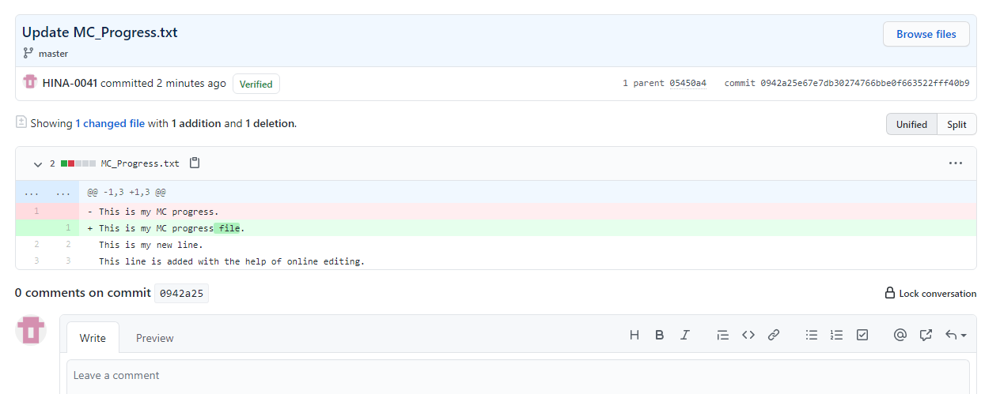 Update MC_Progress.txt
Browse files
master
HINA-0041 committed 2 minutes ago Verified
1 parent 05450a4 commit 0942a25e67e7db30274766bbe0f663522fff40b9
Showing 1 changed file with 1 addition and 1 deletion.
Unified Split
2 MC_Progress.txt
... ... @@ -1,3 +1,3 @@
1 - This is my MC progress.
1 + This is my MC progress file.
2 2 This is my new line.
3 3 This line is added with the help of online editing.
0 comments on commit 0942a25
Lock conversation
Write Preview
Leave a comment